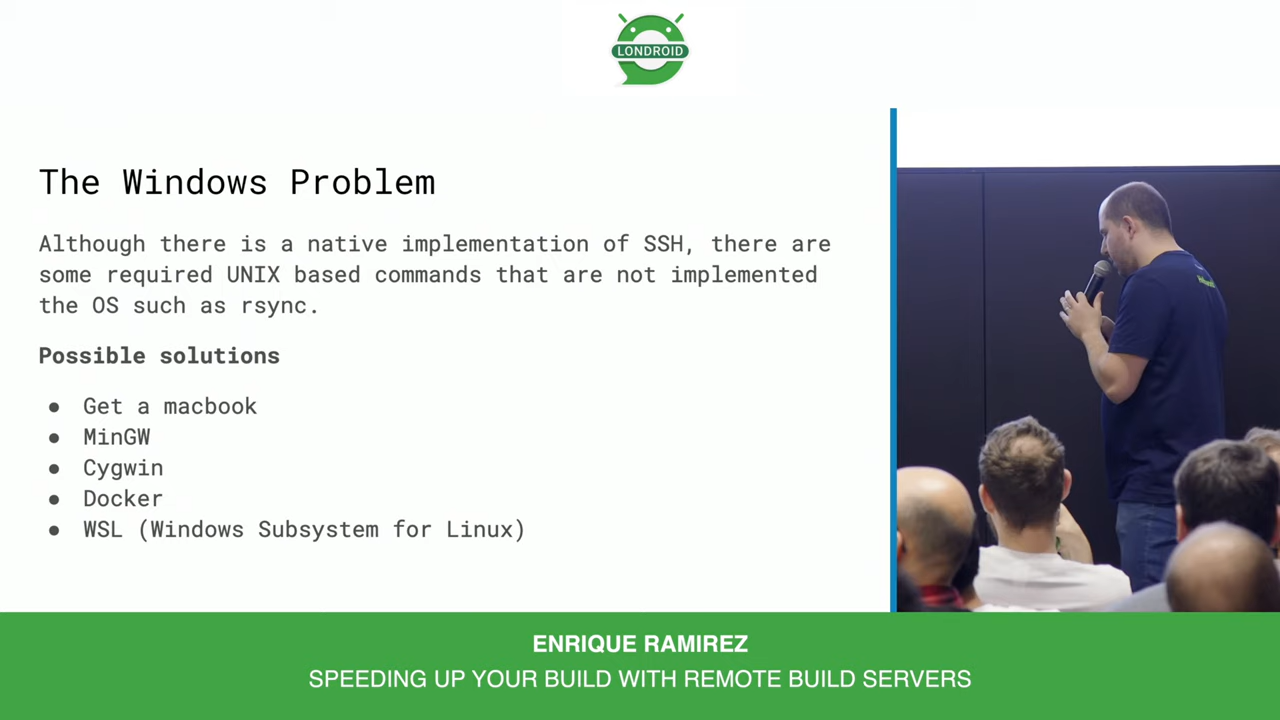 LONDROID
The Windows Problem
Although there is a native implementation of SSH, there are
some required UNIX based commands that are not implemented
the OS such as rsync.
Possible solutions
● Get a macbook
● MinGW
● Cygwin
● Docker
● WSL (Windows Subsystem for Linux)
ENRIQUE RAMIREZ
SPEEDING UP YOUR BUILD WITH REMOTE BUILD SERVERS